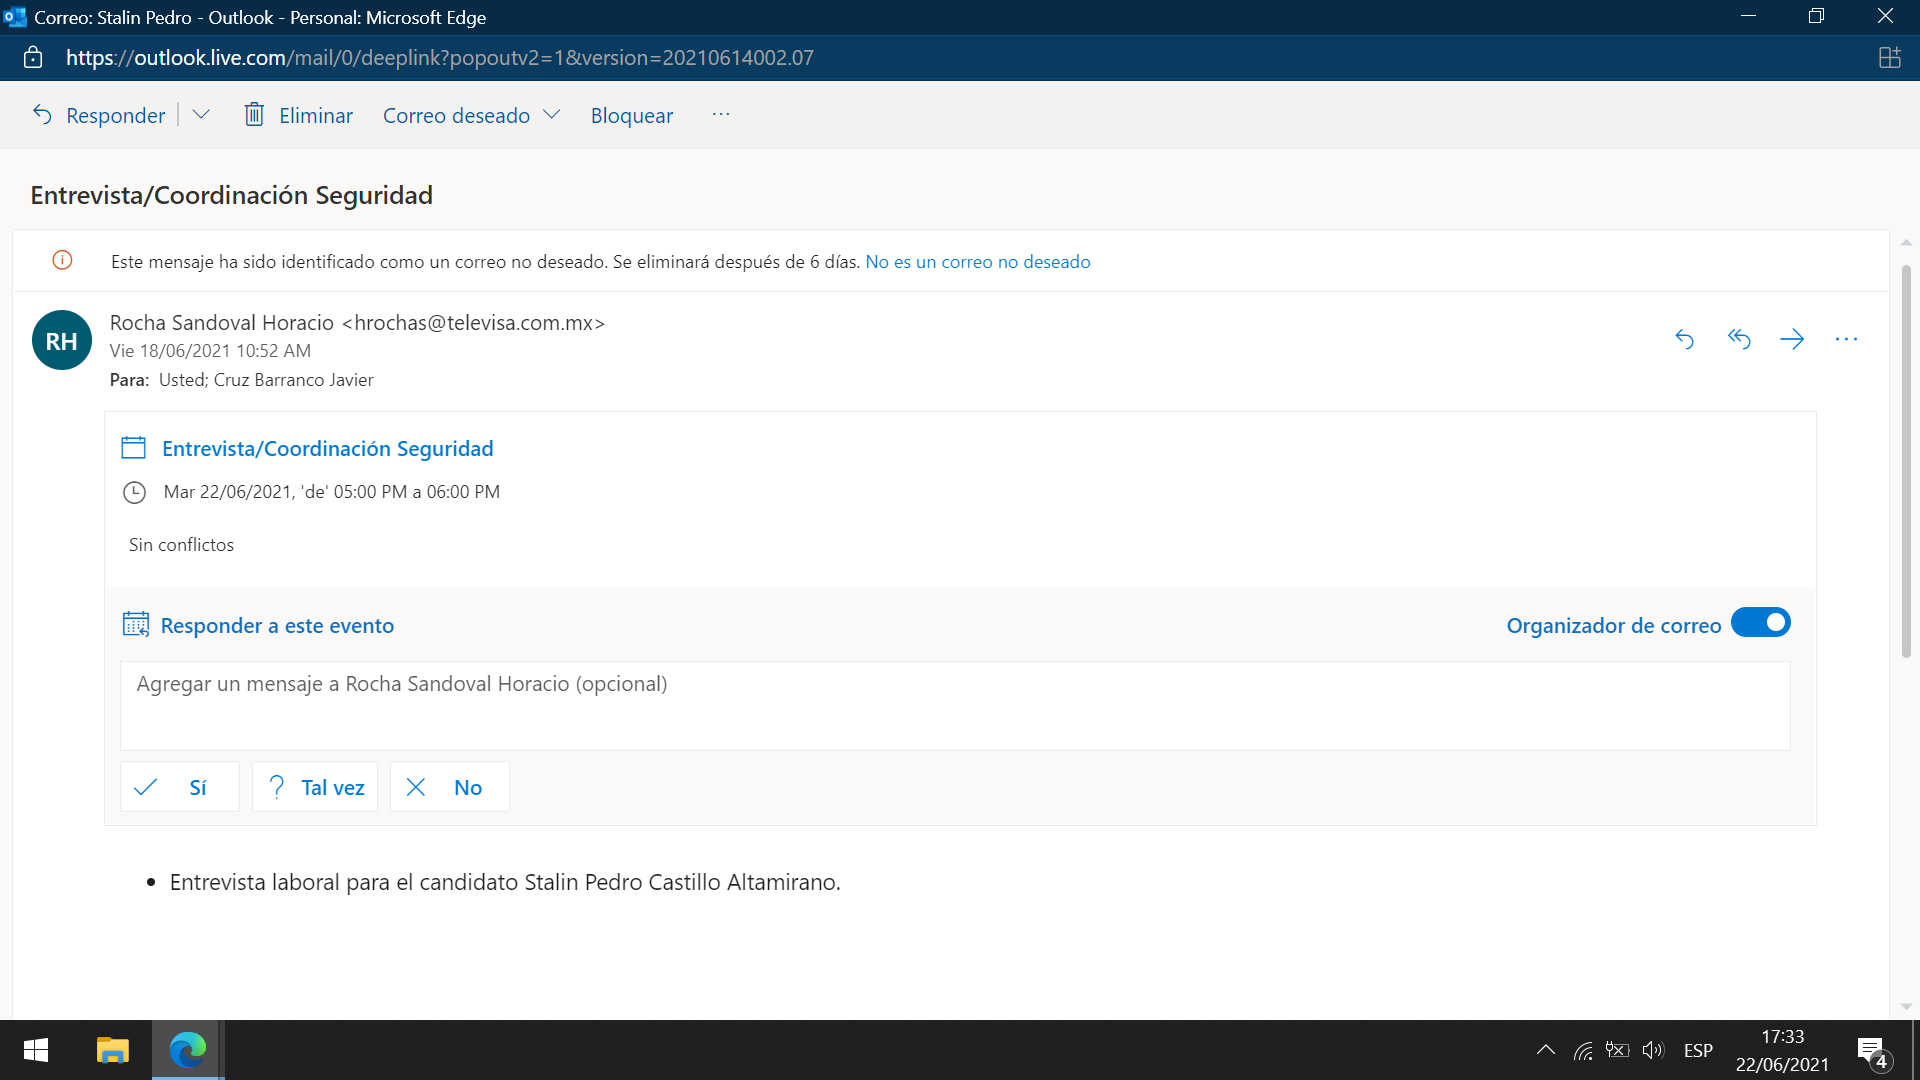 Correo: Stalin Pedro - Outlook - Personal: Microsoft Edge
https://outlook.live.com/mail/0/deeplink?popoutv2=1&version=20210614002.07
Responder Eliminar Correo deseado Bloquear ...
Entrevista/Coordinación Seguridad
Este mensaje ha sido identificado como un correo no deseado. Se eliminará después de 6 días. No es un correo no deseado
RH
Rocha Sandoval Horacio <hrochas@televisa.com.mx>
Vie 18/06/2021 10:52 AM
Para: Usted; Cruz Barranco Javier
Entrevista/Coordinación Seguridad
Mar 22/06/2021, 'de' 05:00 PM a 06:00 PM
Sin conflictos
Responder a este evento Organizador de correo
Agregar un mensaje a Rocha Sandoval Horacio (opcional)
Sí ? Tal vez No
• Entrevista laboral para el candidato Stalin Pedro Castillo Altamirano.
ESP 17:33
22/06/2021 4